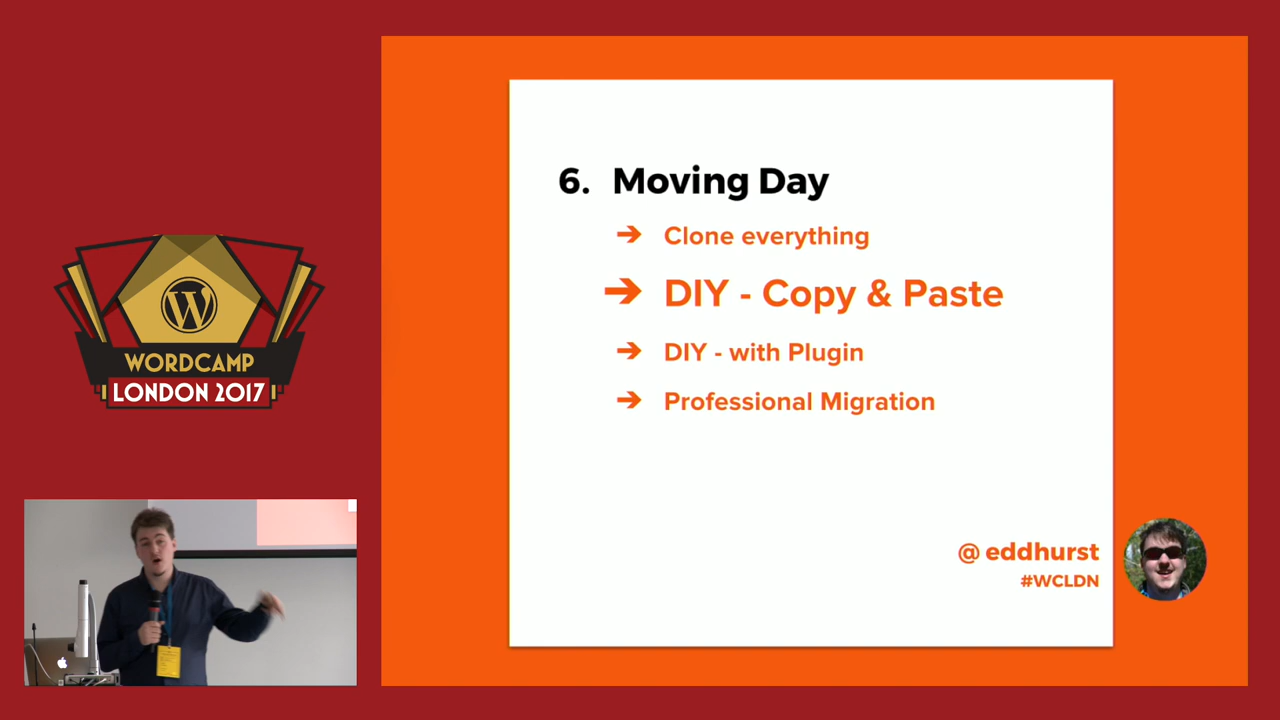 WORDCAMP
LONDON 2017
6. Moving Day
➔ Clone everything
➔ DIY - Copy & Paste
➔ DIY - with Plugin
➔ Professional Migration
@ eddhurst
#WCLDN